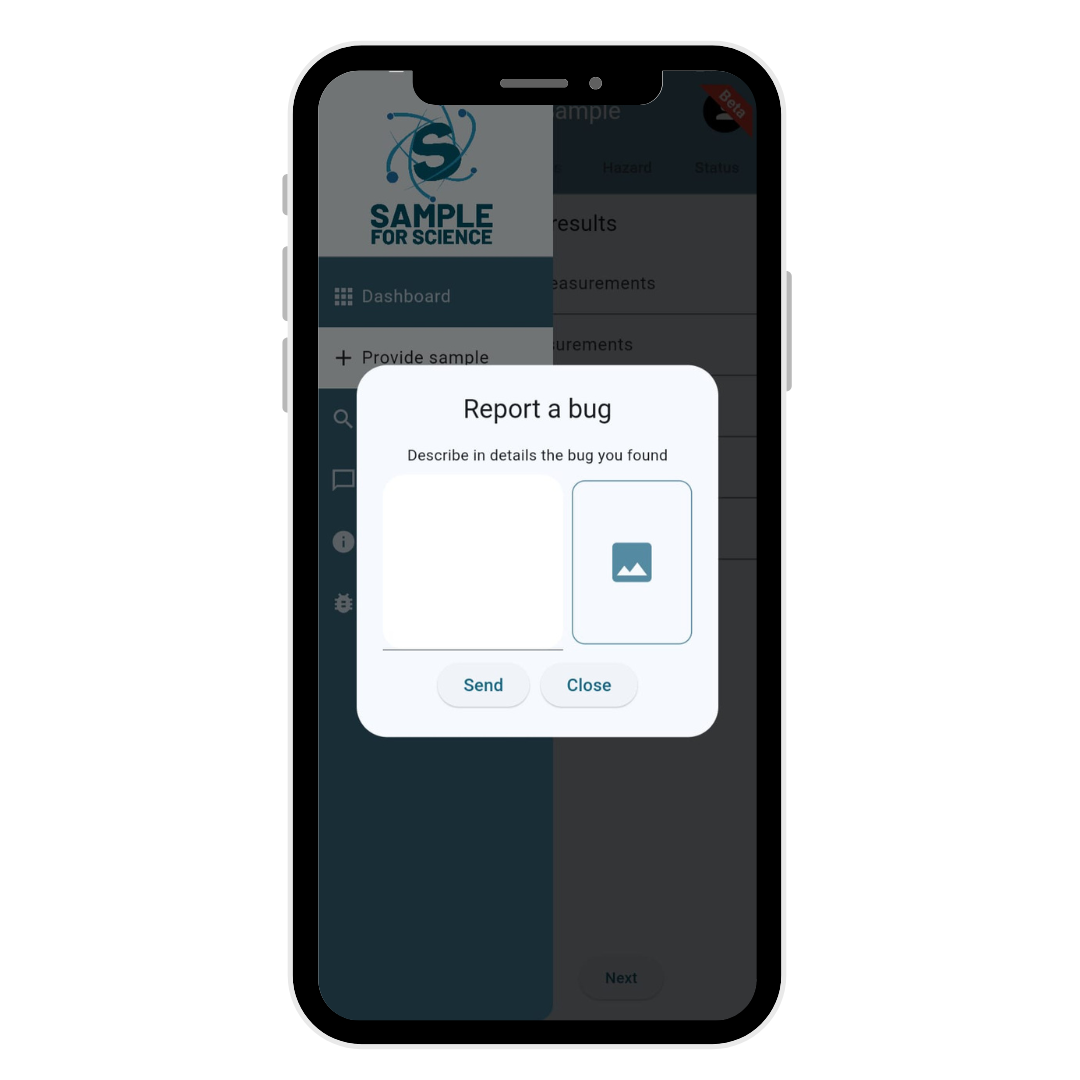 ample
Beta
S
SAMPLE
FOR SCIENCE
Hazard
Status
results
easurements
surements
Dashboard
Provide sample
Report a bug
Describe in details the bug you found
Send
Close
Next